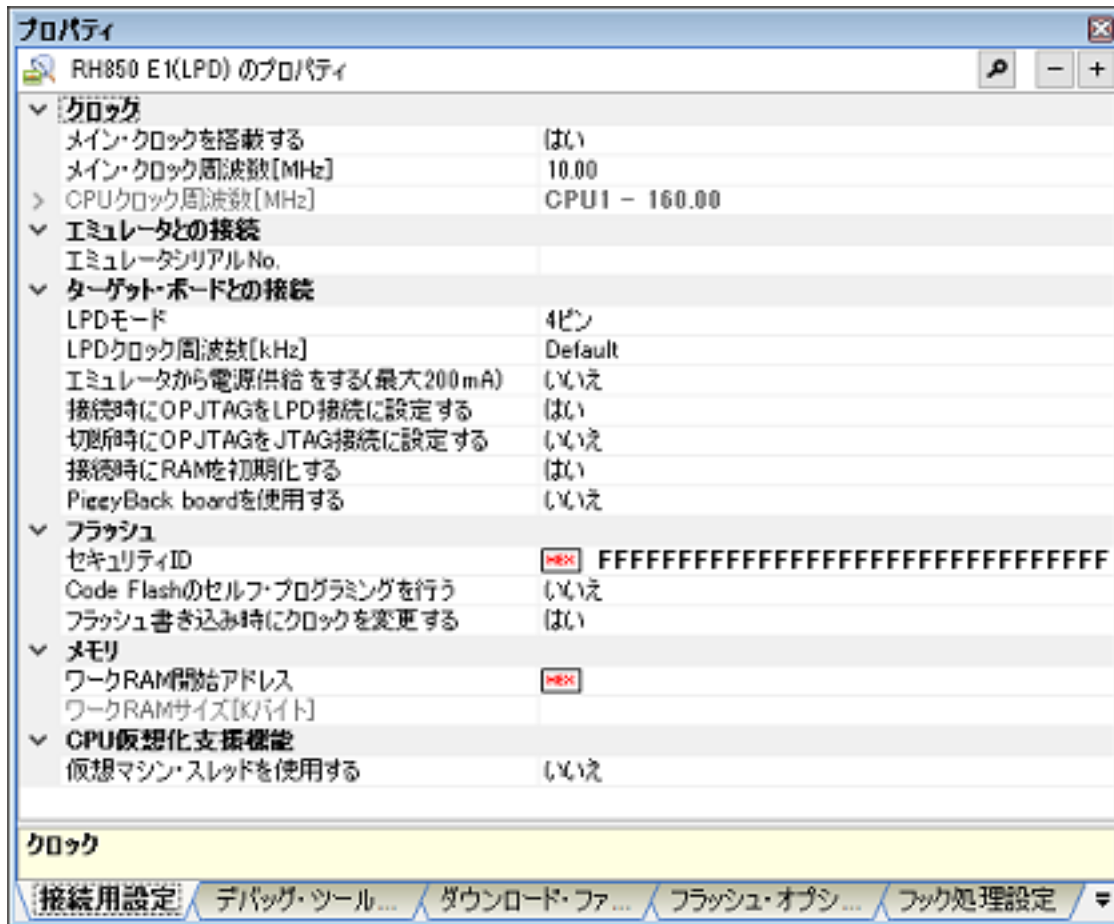 プロパティ
RH850 E1(LPD) のプロパティ
クロック
メイン・クロックを搭載する はい
メイン・クロック周波数[MHz] 10.00
CPUクロック周波数[MHz] CPU1 - 160.00
エミュレータとの接続
エミュレータシリアルNo.
ターゲット・ボードとの接続
LPDモード 4ピン
LPDクロック周波数[kHz] Default
エミュレータから電源供給をする(最大200mA) いいえ
接続時にOPJTAGをLPD接続に設定する はい
切断時にOPJTAGをJTAG接続に設定する いいえ
接続時にRAMを初期化する はい
PiggyBack boardを使用する いいえ
フラッシュ
セキュリティID HEX FFFFFFFFFFFFFFFFFFFFFFFFFFFFFFFF
Code Flashのセルフ・プログラミングを行う いいえ
フラッシュ書き込み時にクロックを変更する はい
メモリ
ワークRAM開始アドレス HEX
ワークRAMサイズ[Kバイト]
CPU仮想化支援機能
仮想マシン・スレッドを使用する いいえ
クロック
接続用設定 デバッグ・ツール... ダウンロード・ファ... フラッシュ・オプシ... フック処理設定